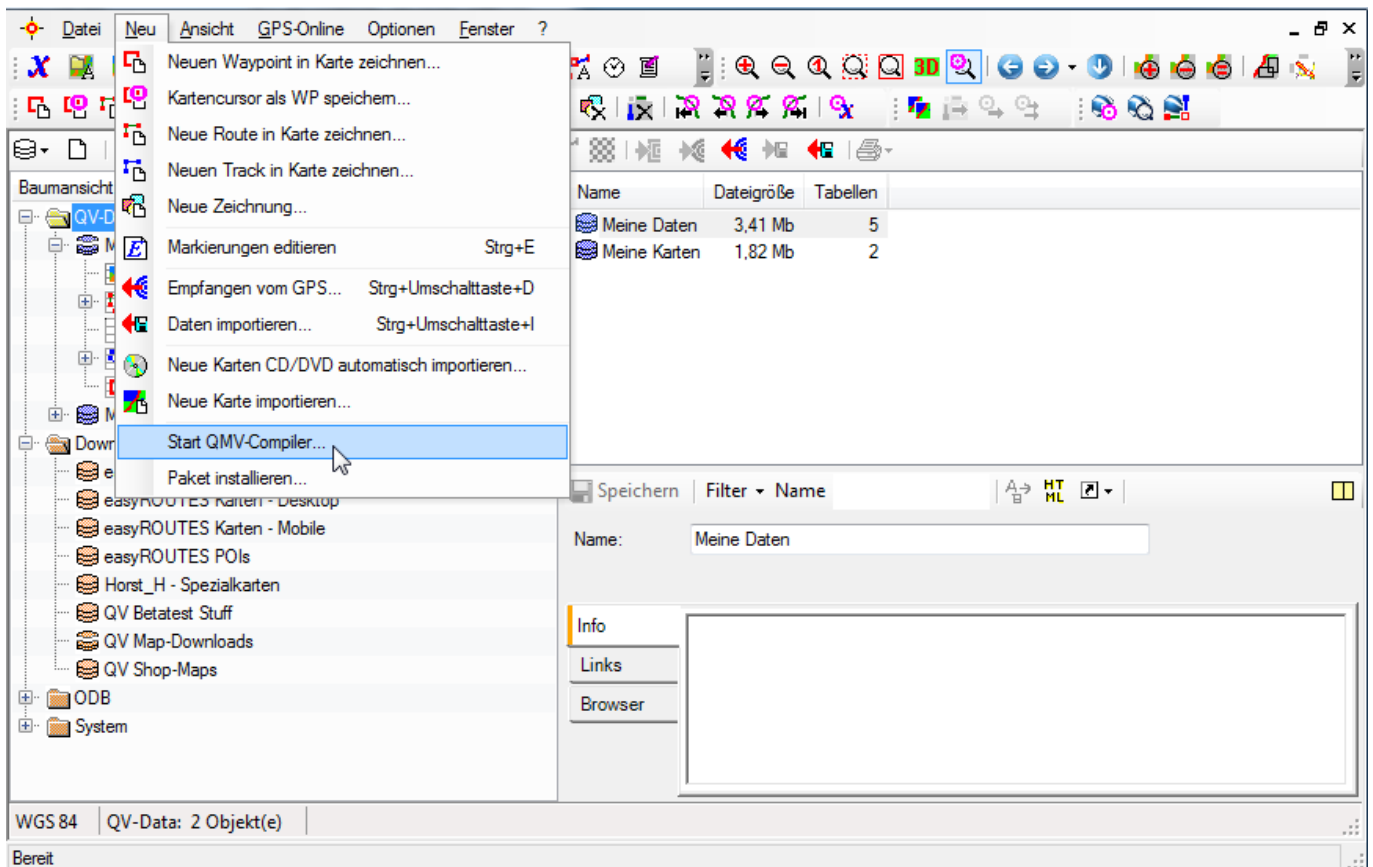 Datei Neu Ansicht GPS-Online Optionen Fenster ?
Neuen Waypoint in Karte zeichnen...
Kartencursor als WP speichern...
Neue Route in Karte zeichnen...
Neuen Track in Karte zeichnen...
Neue Zeichnung...
Markierungen editieren Strg+E
Empfangen vom GPS... Strg+Umschalttaste+D
Daten importieren... Strg+Umschalttaste+I
Neue Karten CD/DVD automatisch importieren...
Neue Karte importieren...
Start QMV-Compiler...
Paket installieren...
3D
Baumansicht
QV-D
M
M
Down
e
easyROUTES Karten - Desktop
easyROUTES Karten - Mobile
easyROUTES POIs
Horst_H - Spezialkarten
QV Betatest Stuff
QV Map-Downloads
QV Shop-Maps
ODB
System
Name Dateigröße Tabellen
Meine Daten 3,41 Mb 5
Meine Karten 1,82 Mb 2
Speichern Filter Name HTML
Name: Meine Daten
Info
Links
Browser
WGS 84 QV-Data: 2 Objekt(e)
Bereit